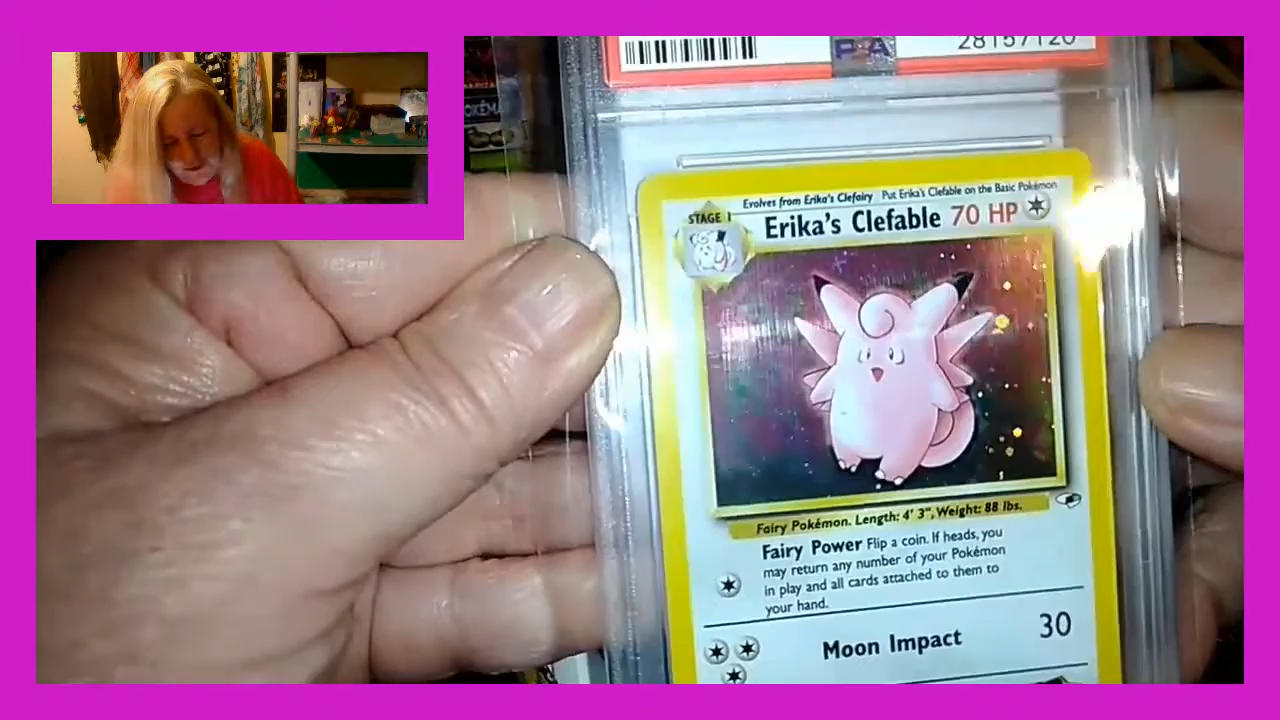 PSA
28157120
POKÉM
Evolves from Erika's Clefairy Put Erika's Clefable on the Basic Pokémon
STAGE 1
Erika's Clefable 70 HP
Fairy Pokémon. Length: 4' 3", Weight: 88 lbs.
Fairy Power Flip a coin. If heads, you
may return any number of your Pokémon
in play and all cards attached to them to
your hand.
Moon Impact 30